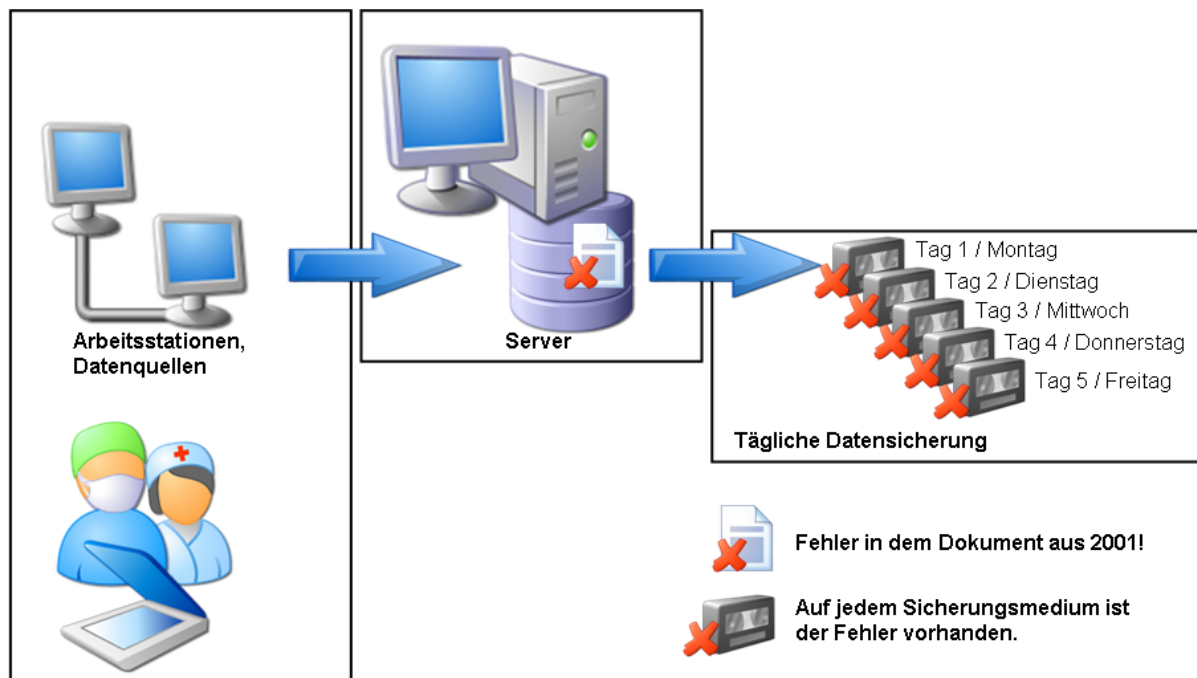 Arbeitsstationen,
Datenquellen
Server
Tag 1 / Montag
Tag 2 / Dienstag
Tag 3 / Mittwoch
Tag 4 / Donnerstag
Tag 5 / Freitag
Tägliche Datensicherung
Fehler in dem Dokument aus 2001!
Auf jedem Sicherungsmedium ist
der Fehler vorhanden.